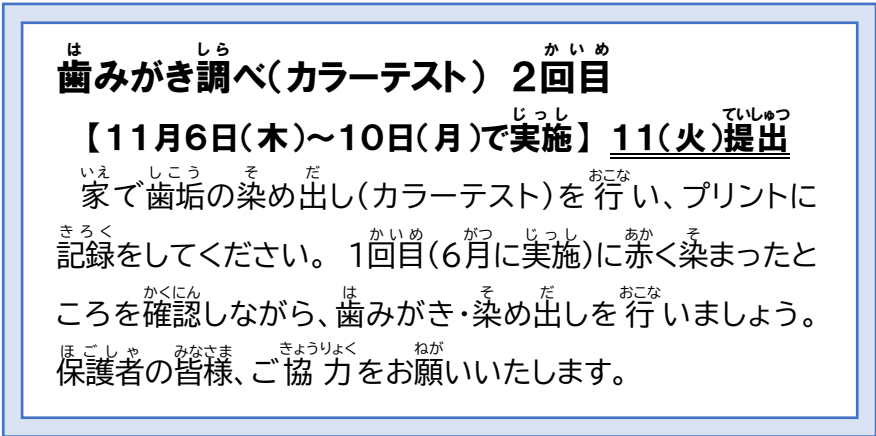 歯みがき調べ(カラーテスト) 2回目
【11月6日(木)~10日(月)で実施】 11(火)提出
家で歯垢の染め出し(カラーテスト)を行い、プリントに
記録をしてください。1回目(6月に実施)に赤く染まったと
ころを確認しながら、歯みがき・染め出しを行いましょう。
保護者の皆様、ご協力をお願いいたします。